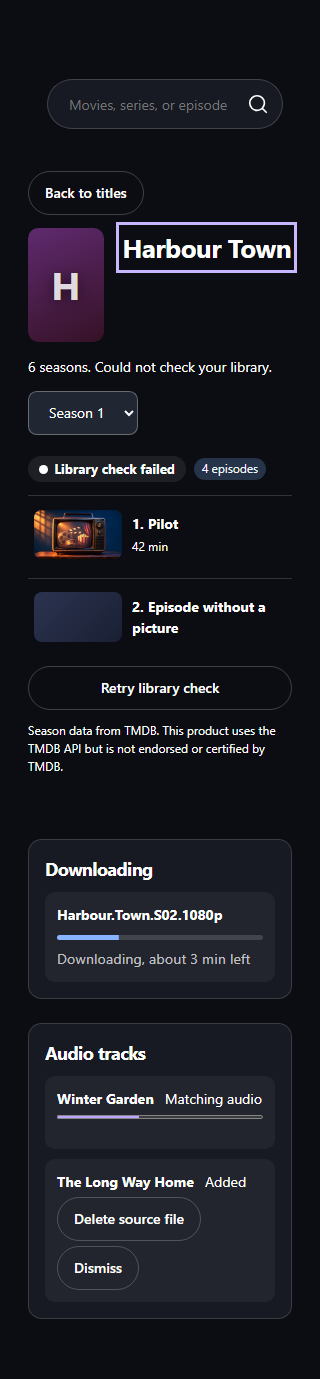 Movies, series, or episode
Back to titles
H
Harbour Town
6 seasons. Could not check your library.
Season 1
Library check failed
4 episodes
1. Pilot
42 min
2. Episode without a
picture
Retry library check
Season data from TMDB. This product uses the
TMDB API but is not endorsed or certified by
TMDB.
Downloading
Harbour.Town.S02.1080p
Downloading, about 3 min left
Audio tracks
Winter Garden Matching audio
The Long Way Home Added
Delete source file
Dismiss